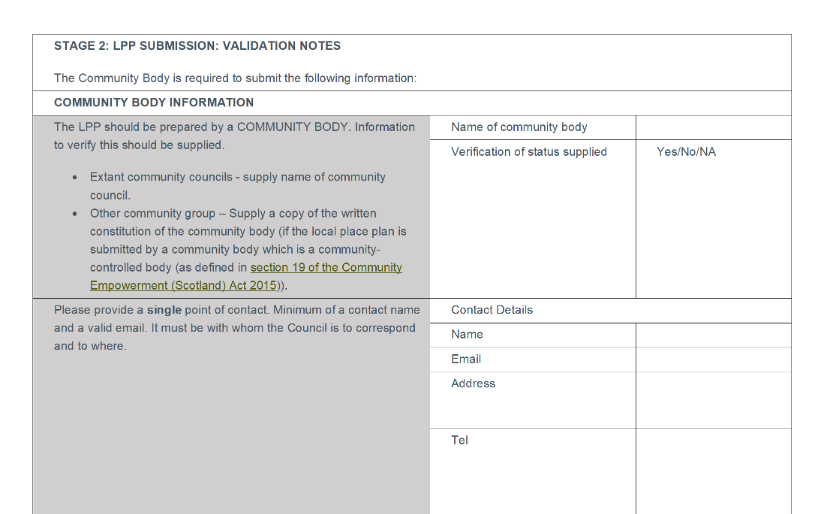 STAGE 2: LPP SUBMISSION: VALIDATION NOTES
The Community Body is required to submit the following information:
COMMUNITY BODY INFORMATION
The LPP should be prepared by a COMMUNITY BODY. Information
to verify this should be supplied.
• Extant community councils - supply name of community
council.
• Other community group – Supply a copy of the written
constitution of the community body (if the local place plan is
submitted by a community body which is a community-
controlled body (as defined in section 19 of the Community
Empowerment (Scotland) Act 2015)).
Name of community body
Verification of status supplied
Yes/No/NA
Please provide a single point of contact. Minimum of a contact name
and a valid email. It must be with whom the Council is to correspond
and to where.
Contact Details
Name
Email
Address
Tel